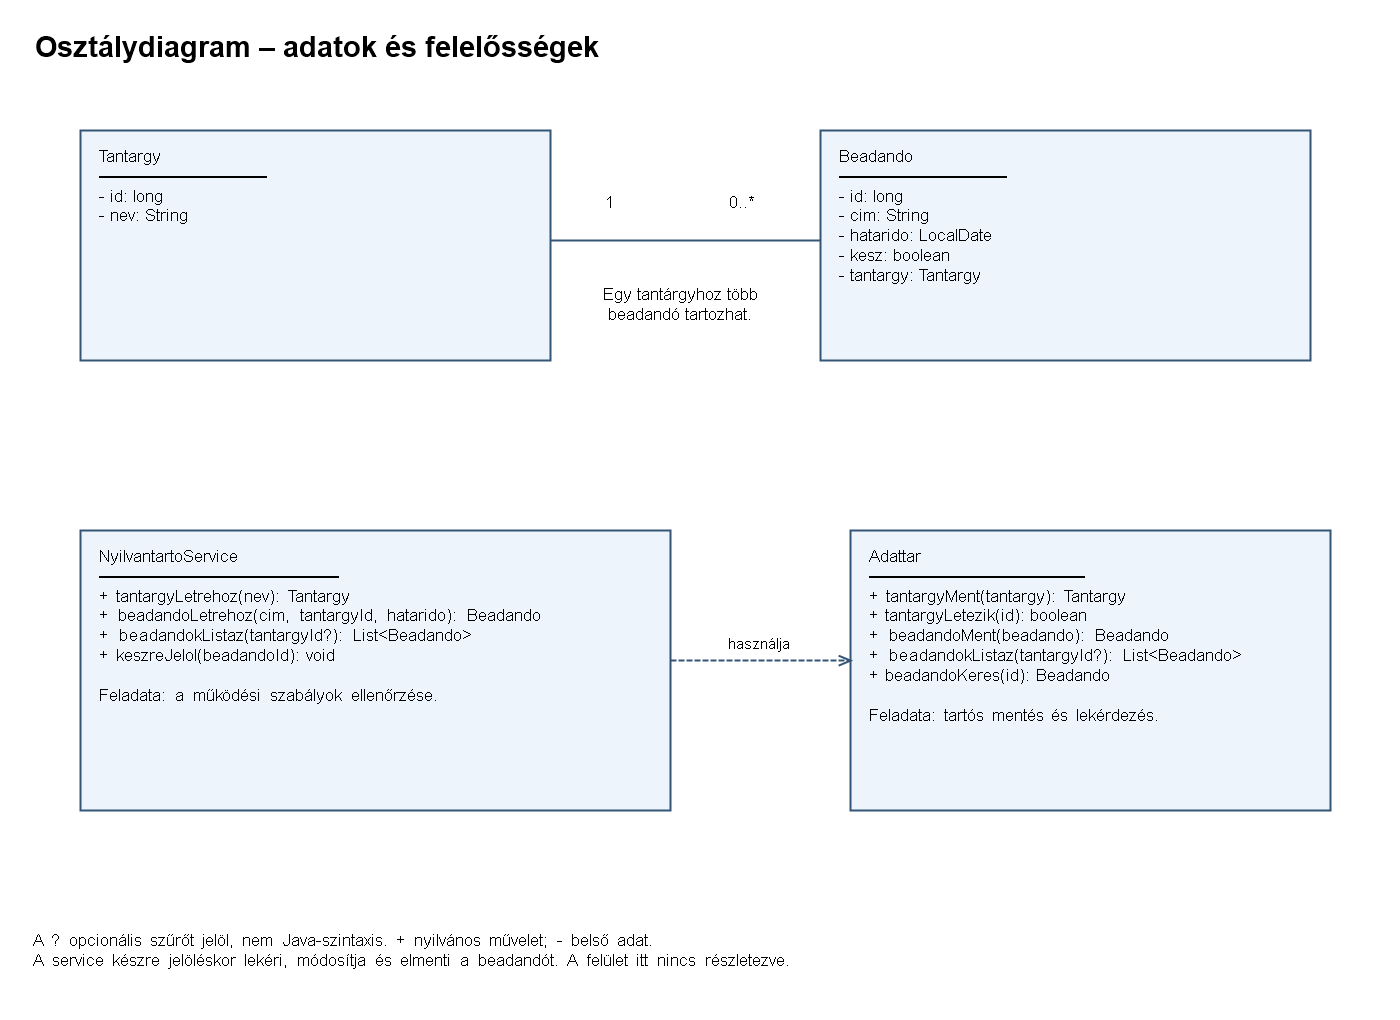 Osztálydiagram – adatok és felelősségek
Tantargy
- id: long
- nev: String
1
0..*
Egy tantárgyhoz több
beadandó tartozhat.
Beadando
- id: long
- cim: String
- hatarido: LocalDate
- kesz: boolean
- tantargy: Tantargy
NyilvantartoService
+ tantargyLetrehoz(nev): Tantargy
+ beadandoLetrehoz(cim, tantargyId, hatarido): Beadando
+ beadandokListaz(tantargyId?): List<Beadando>
+ keszreJelol(beadandoId): void
Feladata: a működési szabályok ellenőrzése.
használja
Adattar
+ tantargyMent(tantargy): Tantargy
+ tantargyLetezik(id): boolean
+ beadandoMent(beadando): Beadando
+ beadandokListaz(tantargyId?): List<Beadando>
+ beadandoKeres(id): Beadando
Feladata: tartós mentés és lekérdezés.
A ? opcionális szűrőt jelöl, nem Java-szintaxis. + nyilvános művelet; - belső adat.
A service készre jelöléskor lekéri, módosítja és elmenti a beadandót. A felület itt nincs részletezve.